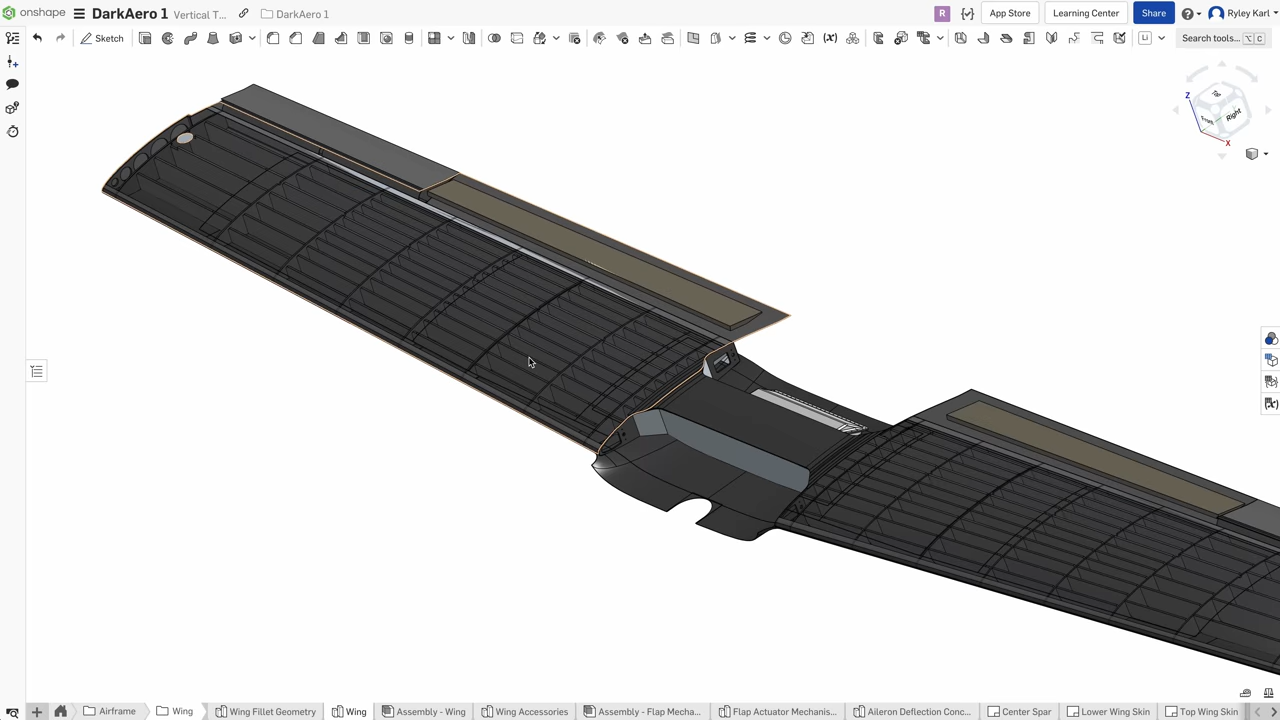 onshape DarkAero 1 Vertical T... DarkAero 1 R App Store Learning Center Share Ryley Karl
Sketch Li Search tools... ⌥ C
Z Top Front Right X
Airframe Wing Wing Fillet Geometry Wing Assembly - Wing Wing Accessories Assembly - Flap Mecha... Flap Actuator Mechanis... Aileron Deflection Conc... Center Spar Lower Wing Skin Top Wing Skin